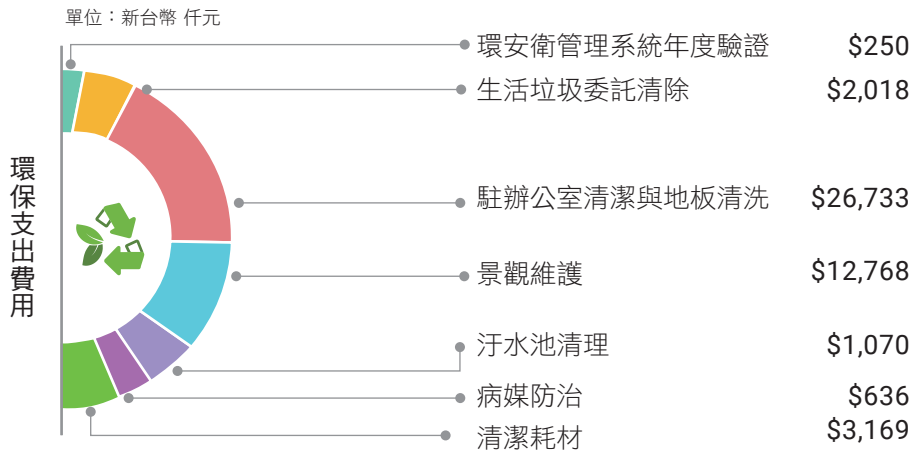 單位：新台幣 仟元
環保支出費用
環安衛管理系統年度驗證 $250
生活垃圾委託清除 $2,018
駐辦公室清潔與地板清洗 $26,733
景觀維護 $12,768
汙水池清理 $1,070
病媒防治 $636
清潔耗材 $3,169